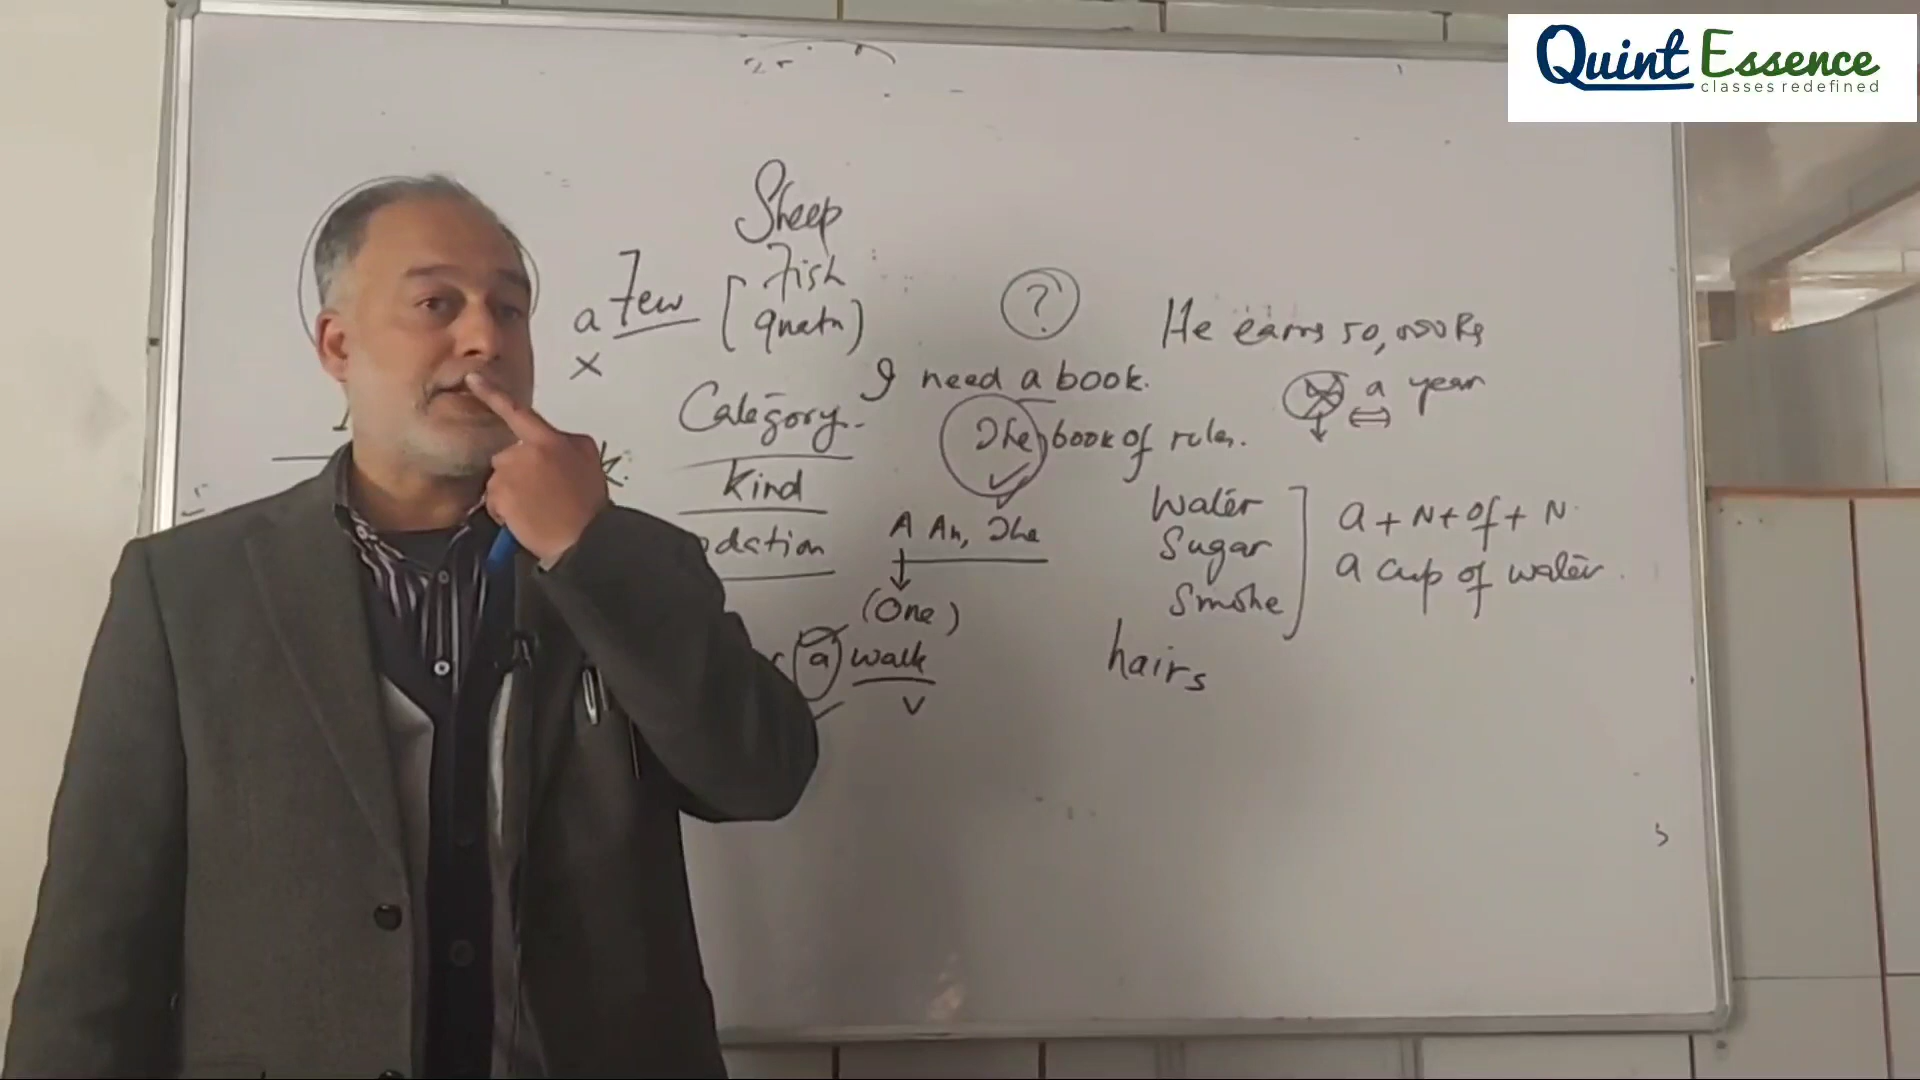 Quint Essence
classes redefined
Sheep
Fish
a few
x
?
He earns 50,000 Rs
a year
I need a book.
Category.
The book of rules.
Kind
A An, The
Water
Sugar
Smoke
a + N + of + N.
a cup of water.
(One)
a walk
v
hairs